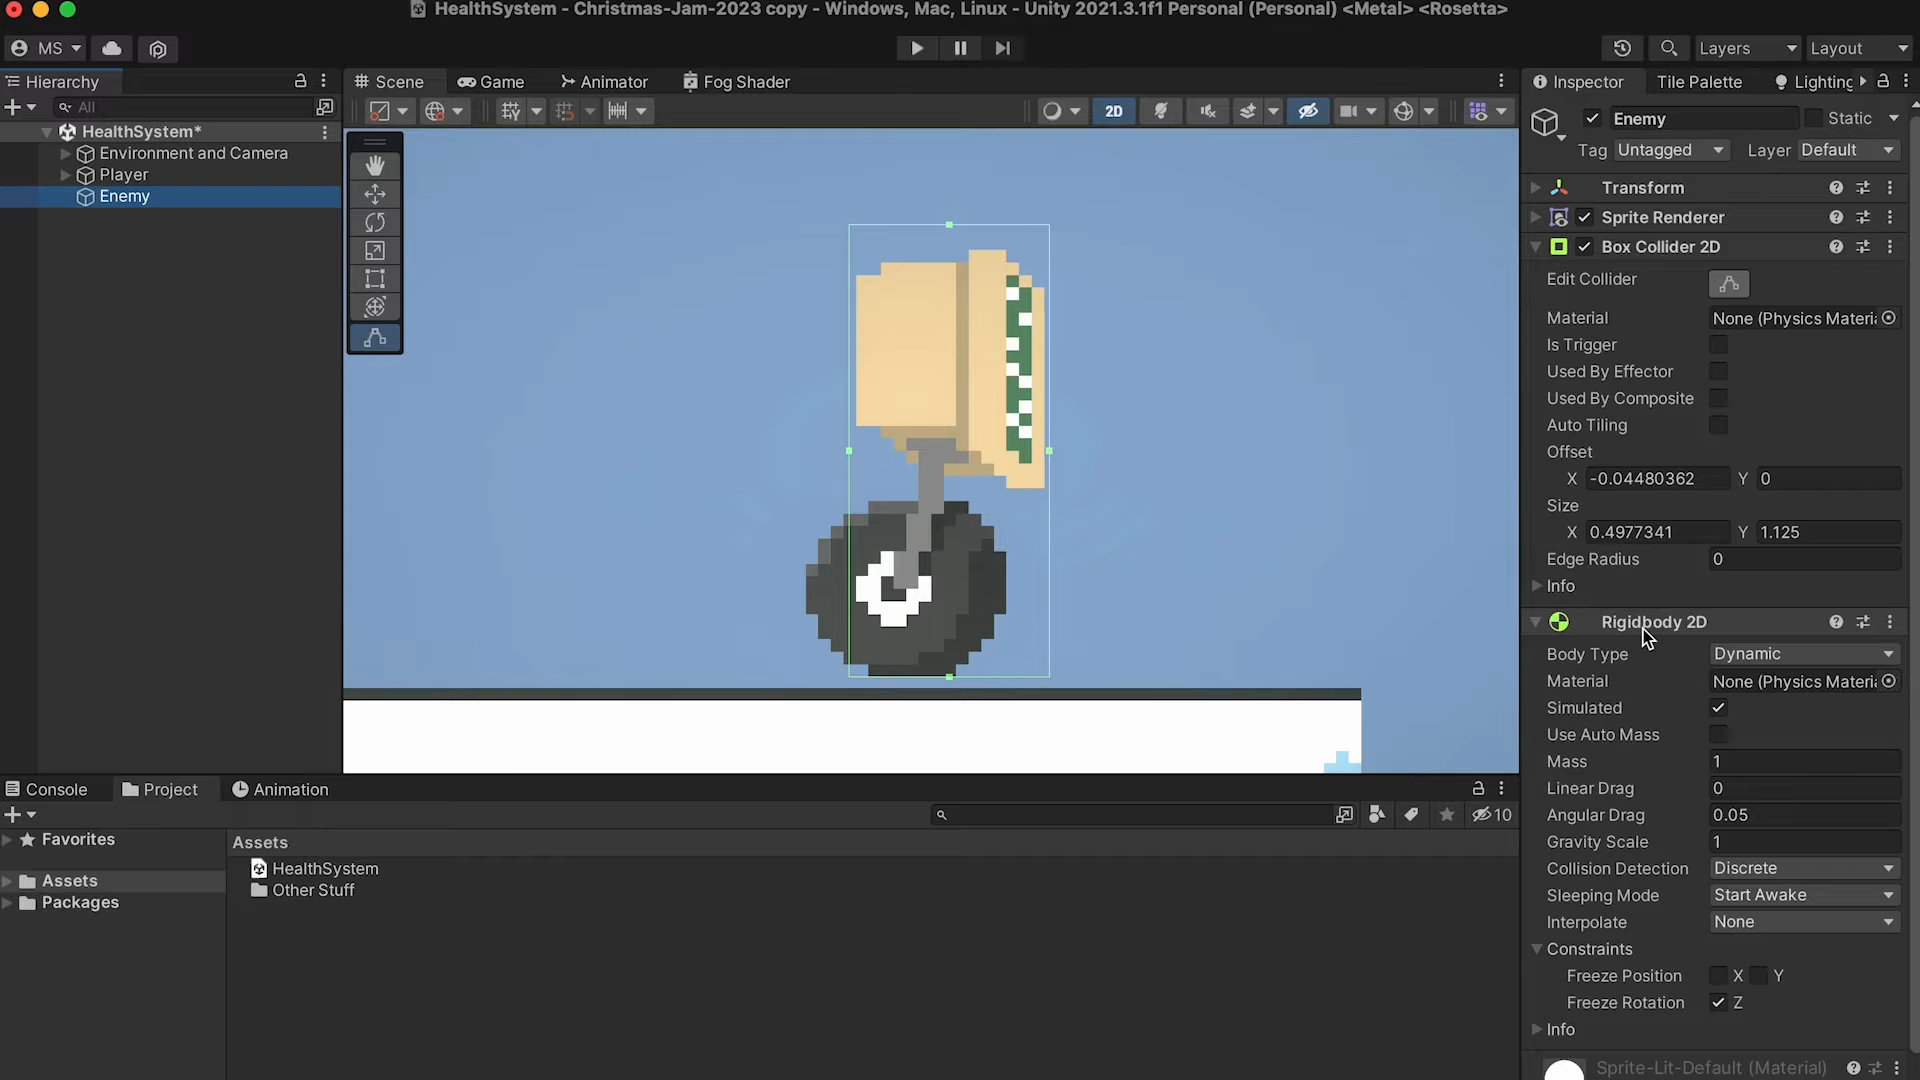 HealthSystem - Christmas-Jam-2023 copy - Windows, Mac, Linux - Unity 2021.3.1f1 Personal (Personal) <Metal> <Rosetta>
MS
Layers
Layout
Hierarchy
Scene
Game
Animator
Fog Shader
Inspector
Tile Palette
Lighting
All
2D
HealthSystem*
Environment and Camera
Player
Enemy
Enemy
Static
Tag Untagged
Layer Default
Transform
Sprite Renderer
Box Collider 2D
Edit Collider
Material None (Physics Materi
Is Trigger
Used By Effector
Used By Composite
Auto Tiling
Offset
X -0.04480362 Y 0
Size
X 0.4977341 Y 1.125
Edge Radius 0
Info
Rigidbody 2D
Body Type Dynamic
Material None (Physics Materi
Simulated
Use Auto Mass
Mass 1
Linear Drag 0
Angular Drag 0.05
Gravity Scale 1
Collision Detection Discrete
Sleeping Mode Start Awake
Interpolate None
Constraints
Freeze Position X Y
Freeze Rotation Z
Info
Sprite-Lit-Default (Material)
Console
Project
Animation
10
Favorites
Assets
Packages
Assets
HealthSystem
Other Stuff